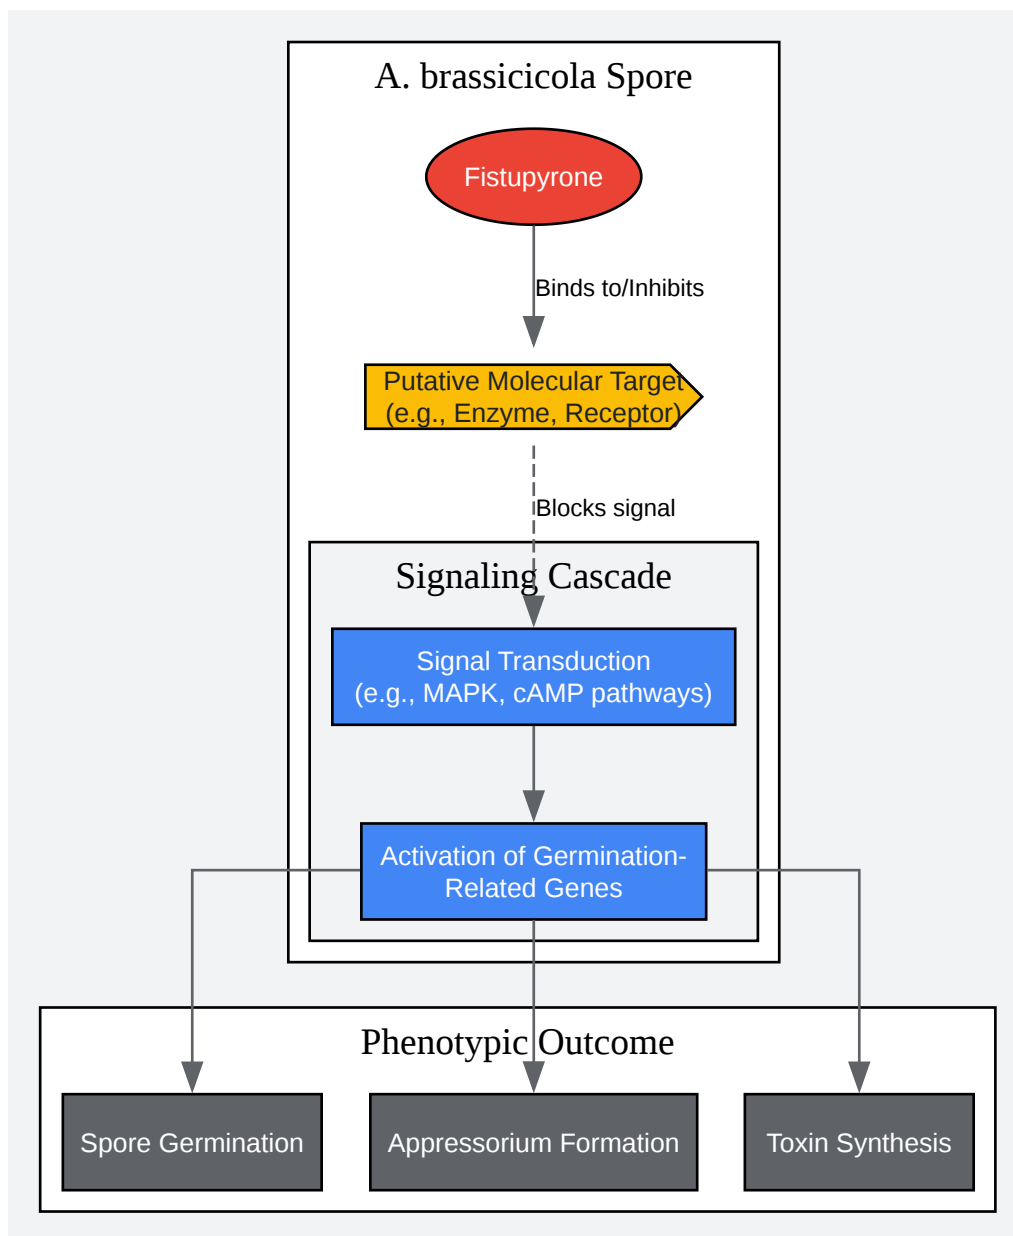 A. brassicicola Spore
Fistupyrone
Binds to/Inhibits
Putative Molecular Target
(e.g., Enzyme, Receptor)
Blocks signal
Signaling Cascade
Signal Transduction
(e.g., MAPK, cAMP pathways)
Activation of Germination-
Related Genes
Phenotypic Outcome
Spore Germination
Appressorium Formation
Toxin Synthesis